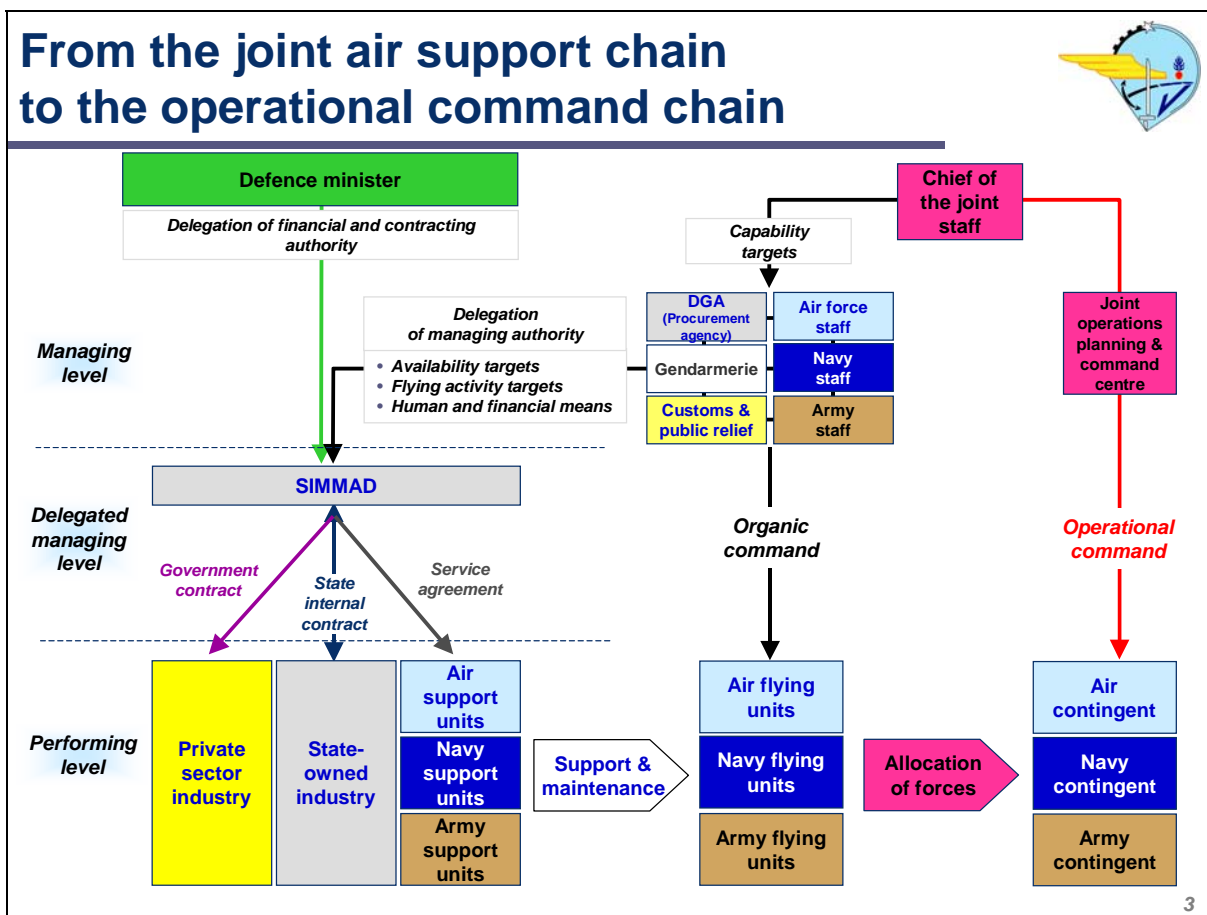 From the joint air support chain
to the operational command chain
Defence minister
Delegation of financial and contracting
authority
Chief of
the joint
staff
Capability
targets
Managing
level
Delegation
of managing authority
• Availability targets
• Flying activity targets
• Human and financial means
DGA
(Procurement
agency)
Air force
staff
Gendarmerie
Navy
staff
Customs &
public relief
Army
staff
Joint
operations
planning &
command
centre
Delegated
managing
level
SIMMAD
Government
contract
State
internal
contract
Service
agreement
Organic
command
Operational
command
Performing
level
Private
sector
industry
State-
owned
industry
Air
support
units
Navy
support
units
Army
support
units
Support &
maintenance
Air flying
units
Navy flying
units
Army flying
units
Allocation
of forces
Air
contingent
Navy
contingent
Army
contingent
3